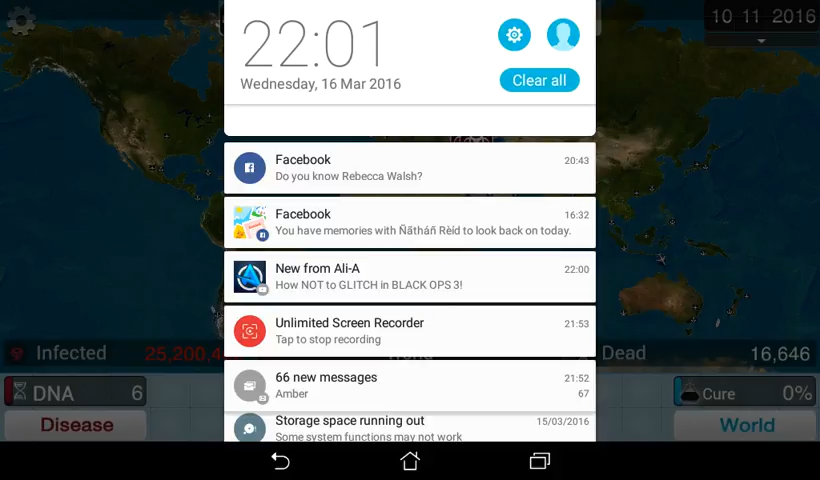 22:01
Wednesday, 16 Mar 2016
Clear all
10 11 2016
Facebook
20:43
Do you know Rebecca Walsh?
Facebook
16:32
You have memories with Ñãtháñ Rèíd to look back on today.
New from Ali-A
22:00
How NOT to GLITCH in BLACK OPS 3!
Unlimited Screen Recorder
21:53
Tap to stop recording
66 new messages
21:52
Amber
67
Storage space running out
15/03/2016
Some system functions may not work
Infected
25,200,4
Dead
16,646
DNA
6
Cure
0%
Disease
World